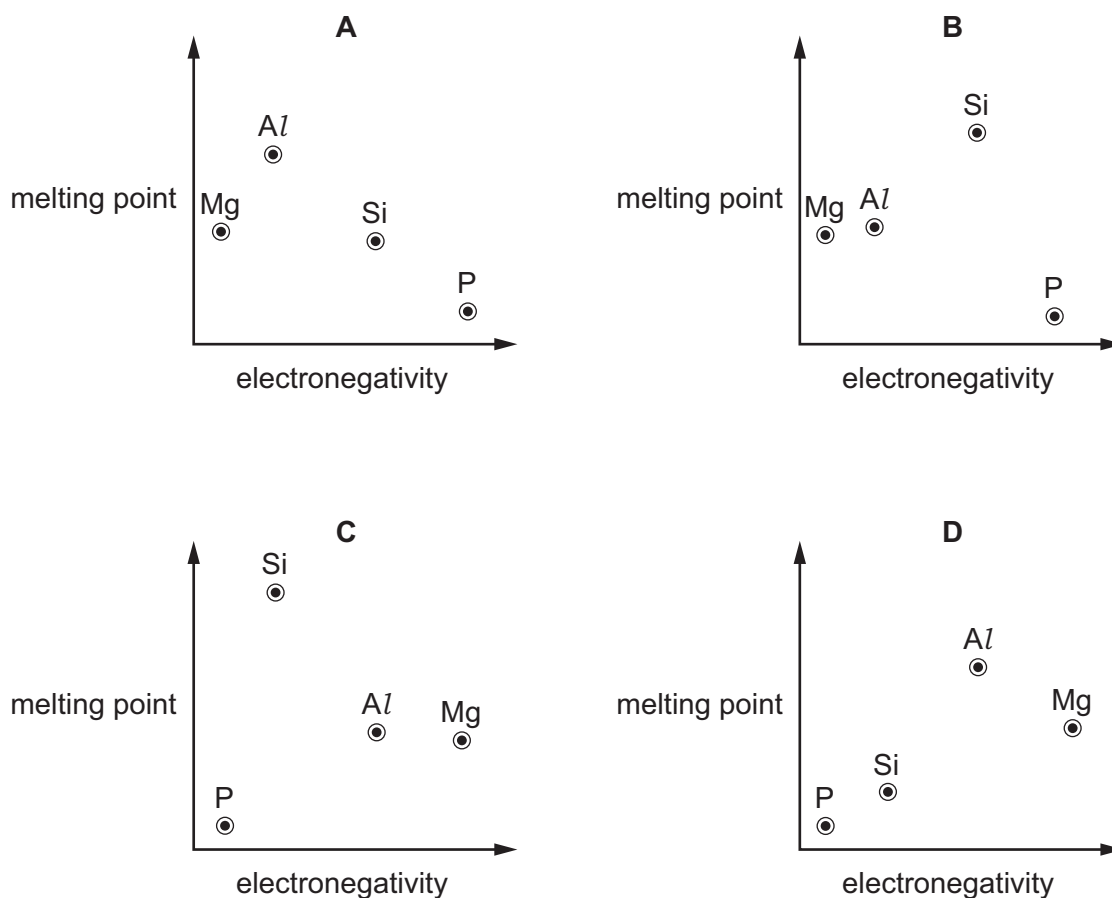 A
melting point
Al
Mg
Si
P
electronegativity
B
melting point
Si
Mg
Al
P
electronegativity
C
melting point
Si
Al
Mg
P
electronegativity
D
melting point
Al
Mg
Si
P
electronegativity